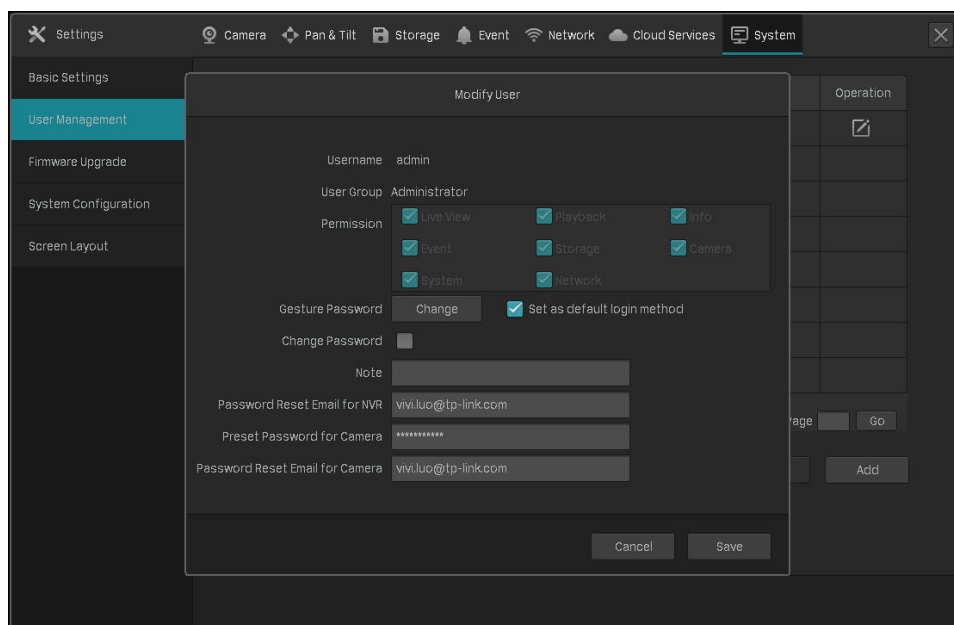 Settings
Camera
Pan & Tilt
Storage
Event
Network
Cloud Services
System
Basic Settings
User Management
Firmware Upgrade
System Configuration
Screen Layout
Modify User
Operation
Username admin
User Group Administrator
Permission
Live View Playback Info
Event Storage Camera
System Network
Gesture Password Change Set as default login method
Change Password
Note
Password Reset Email for NVR vivi.luo@tp-link.com
Preset Password for Camera ***********
Password Reset Email for Camera vivi.luo@tp-link.com
Go
Add
Cancel Save